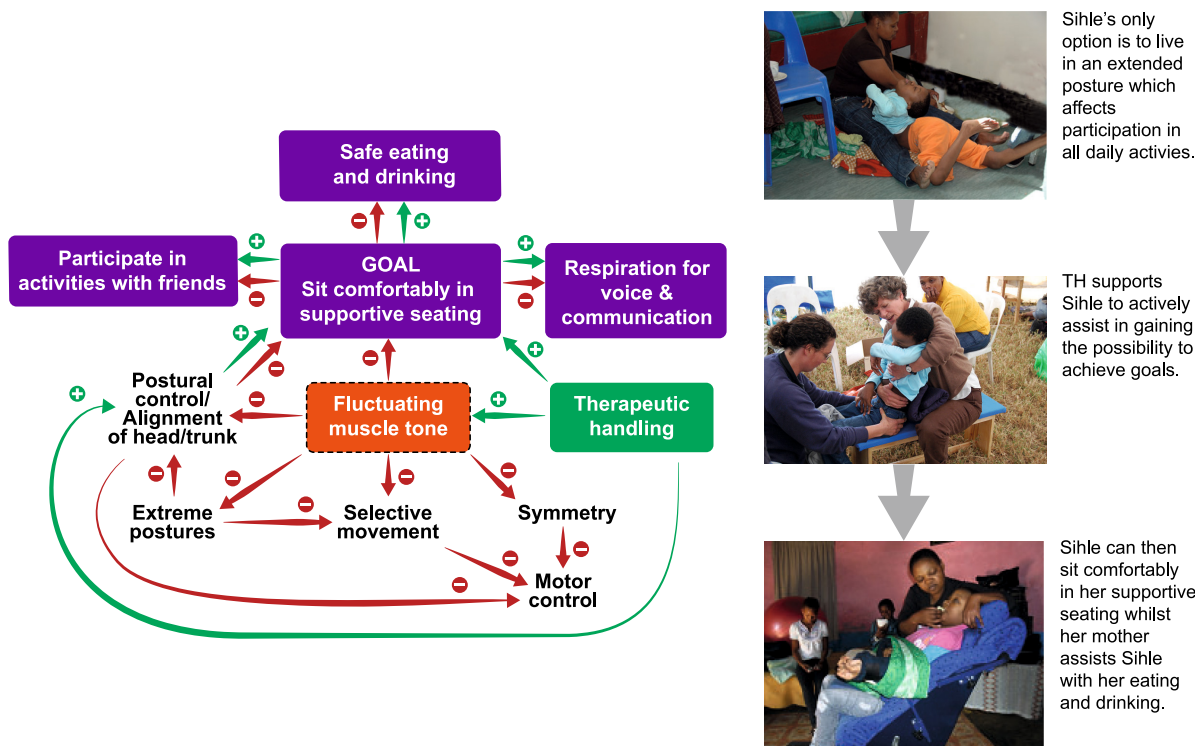 Safe eating
and drinking
Participate in
activities with friends
GOAL
Sit comfortably in
supportive seating
Respiration for
voice &
communication
Postural
control/
Alignment
of head/trunk
Fluctuating
muscle tone
Therapeutic
handling
Extreme
postures
Selective
movement
Symmetry
Motor
control
Sihle's only
option is to live
in an extended
posture which
affects
participation in
all daily activies.
TH supports
Sihle to actively
assist in gaining
the possibility to
achieve goals.
Sihle can then
sit comfortably
in her supportive
seating whilst
her mother
assists Sihle
with her eating
and drinking.